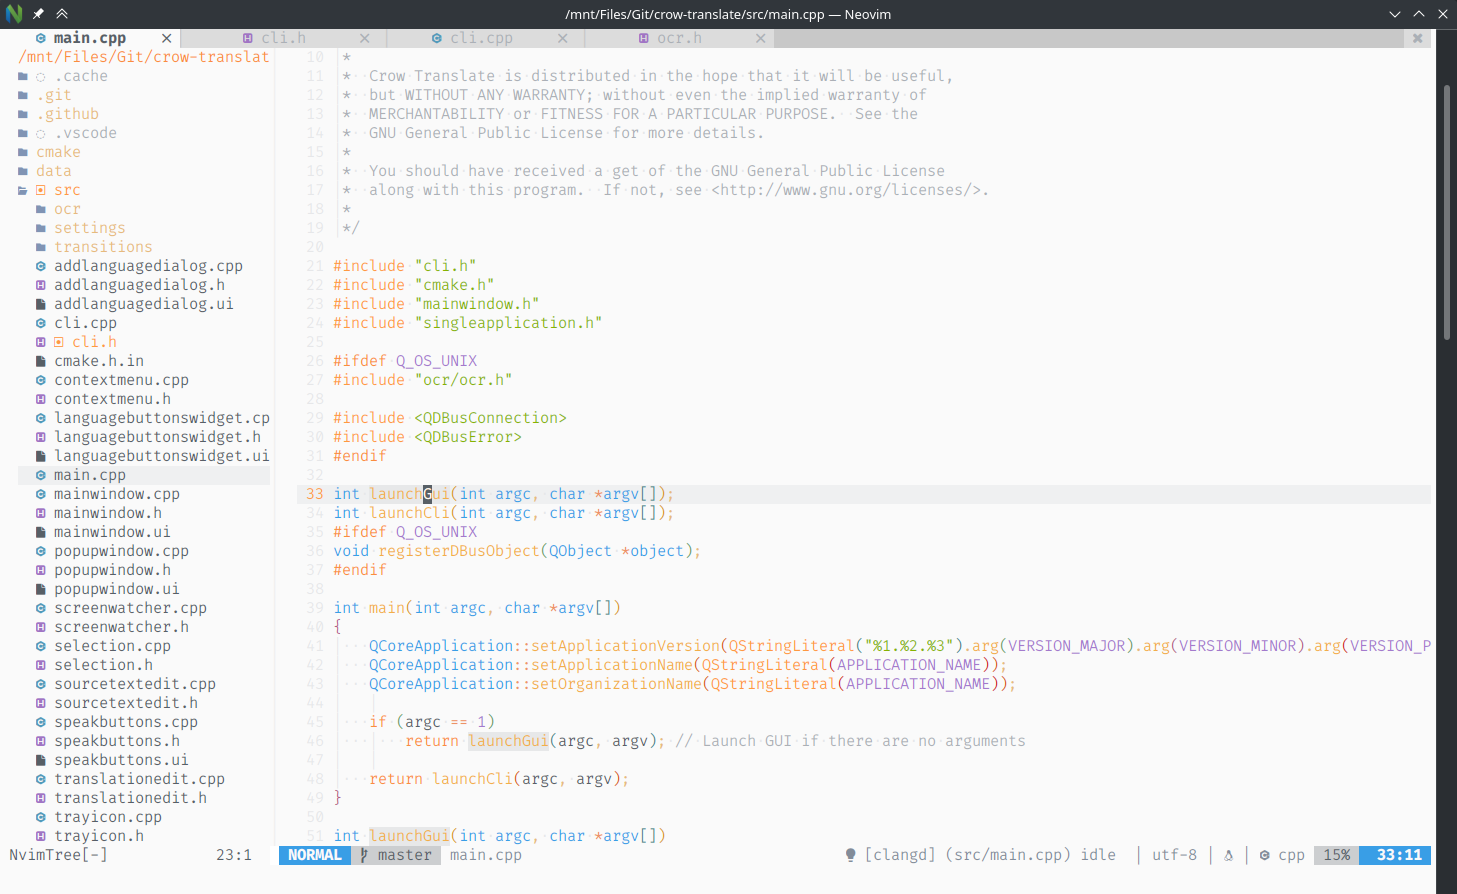 /mnt/Files/Git/crow-translate/src/main.cpp — Neovim
main.cpp
cli.h
cli.cpp
ocr.h
/mnt/Files/Git/crow-translat
.cache
.git
.github
.vscode
cmake
data
src
ocr
settings
transitions
addlanguagedialog.cpp
addlanguagedialog.h
addlanguagedialog.ui
cli.cpp
cli.h
cmake.h.in
contextmenu.cpp
contextmenu.h
languagebuttonswidget.cp
languagebuttonswidget.h
languagebuttonswidget.ui
main.cpp
mainwindow.cpp
mainwindow.h
mainwindow.ui
popupwindow.cpp
popupwindow.h
popupwindow.ui
screenwatcher.cpp
screenwatcher.h
selection.cpp
selection.h
sourcetextedit.cpp
sourcetextedit.h
speakbuttons.cpp
speakbuttons.h
speakbuttons.ui
translationedit.cpp
translationedit.h
trayicon.cpp
trayicon.h
10 *
11 * Crow Translate is distributed in the hope that it will be useful,
12 * but WITHOUT ANY WARRANTY; without even the implied warranty of
13 * MERCHANTABILITY or FITNESS FOR A PARTICULAR PURPOSE. See the
14 * GNU General Public License for more details.
15 *
16 * You should have received a get of the GNU General Public License
17 * along with this program. If not, see <http://www.gnu.org/licenses/>.
18 *
19 */
20
21 #include "cli.h"
22 #include "cmake.h"
23 #include "mainwindow.h"
24 #include "singleapplication.h"
25
26 #ifdef Q_OS_UNIX
27 #include "ocr/ocr.h"
28
29 #include <QDBusConnection>
30 #include <QDBusError>
31 #endif
32
33 int launchGui(int argc, char *argv[]);
34 int launchCli(int argc, char *argv[]);
35 #ifdef Q_OS_UNIX
36 void registerDBusObject(QObject *object);
37 #endif
38
39 int main(int argc, char *argv[])
40 {
41 QCoreApplication::setApplicationVersion(QStringLiteral("%1.%2.%3").arg(VERSION_MAJOR).arg(VERSION_MINOR).arg(VERSION_P
42 QCoreApplication::setApplicationName(QStringLiteral(APPLICATION_NAME));
43 QCoreApplication::setOrganizationName(QStringLiteral(APPLICATION_NAME));
44
45 if (argc == 1)
46 return launchGui(argc, argv); // Launch GUI if there are no arguments
47
48 return launchCli(argc, argv);
49 }
50
51 int launchGui(int argc, char *argv[])
NvimTree[-] 23:1
NORMAL master main.cpp [clangd] (src/main.cpp) idle | utf-8 | | cpp 15% 33:11